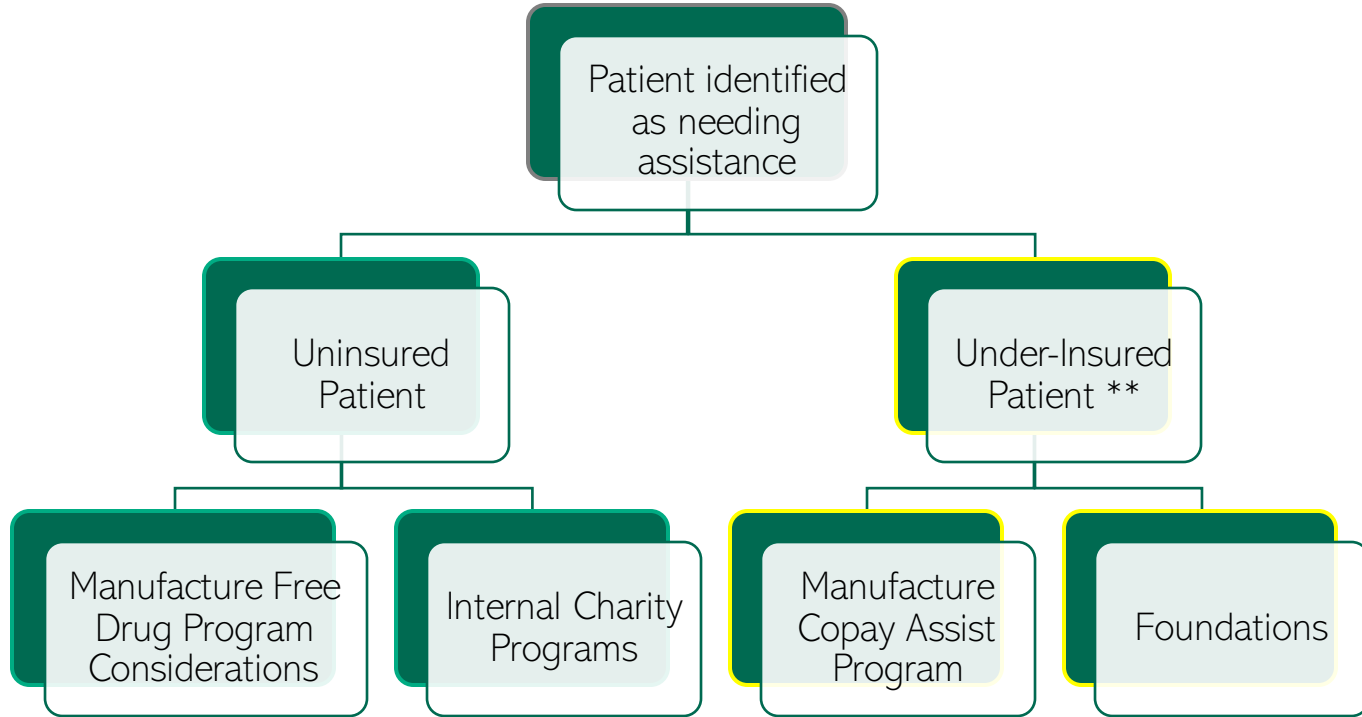 Patient identified
as needing
assistance
Uninsured
Patient
Under-Insured
Patient **
Manufacture Free
Drug Program
Considerations
Internal Charity
Programs
Manufacture
Copay Assist
Program
Foundations